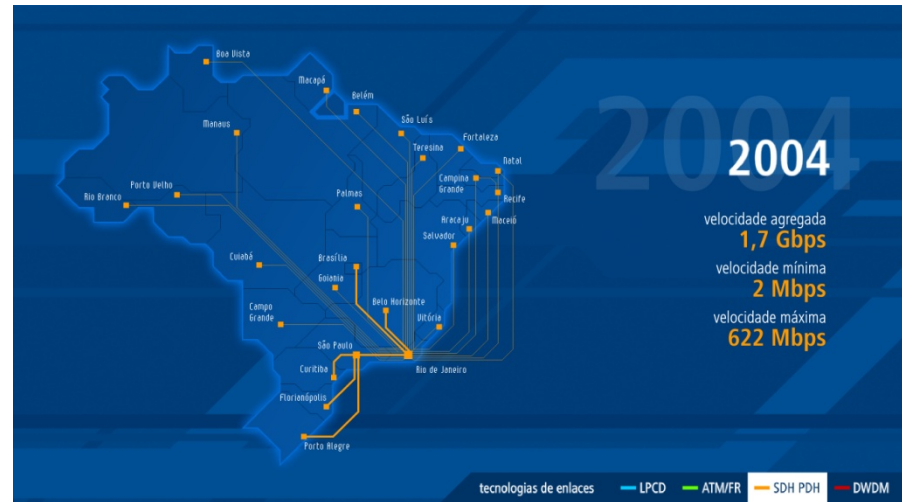 Boa Vista
Macapá
Belém
São Luís
Manaus
Fortaleza
Teresina
Natal
Campina
Grande
Porto Velho
Rio Branco
Palmas
Recife
Aracaju
Maceió
Salvador
Cuiabá
Brasília
Goiania
Belo Horizonte
Campo
Grande
Vitória
São Paulo
Curitiba
Rio de Janeiro
Florianópolis
Porto Alegre
2004
2004
velocidade agregada
1,7 Gbps
velocidade mínima
2 Mbps
velocidade máxima
622 Mbps
tecnologias de enlaces LPCD ATM/FR SDH PDH DWDM